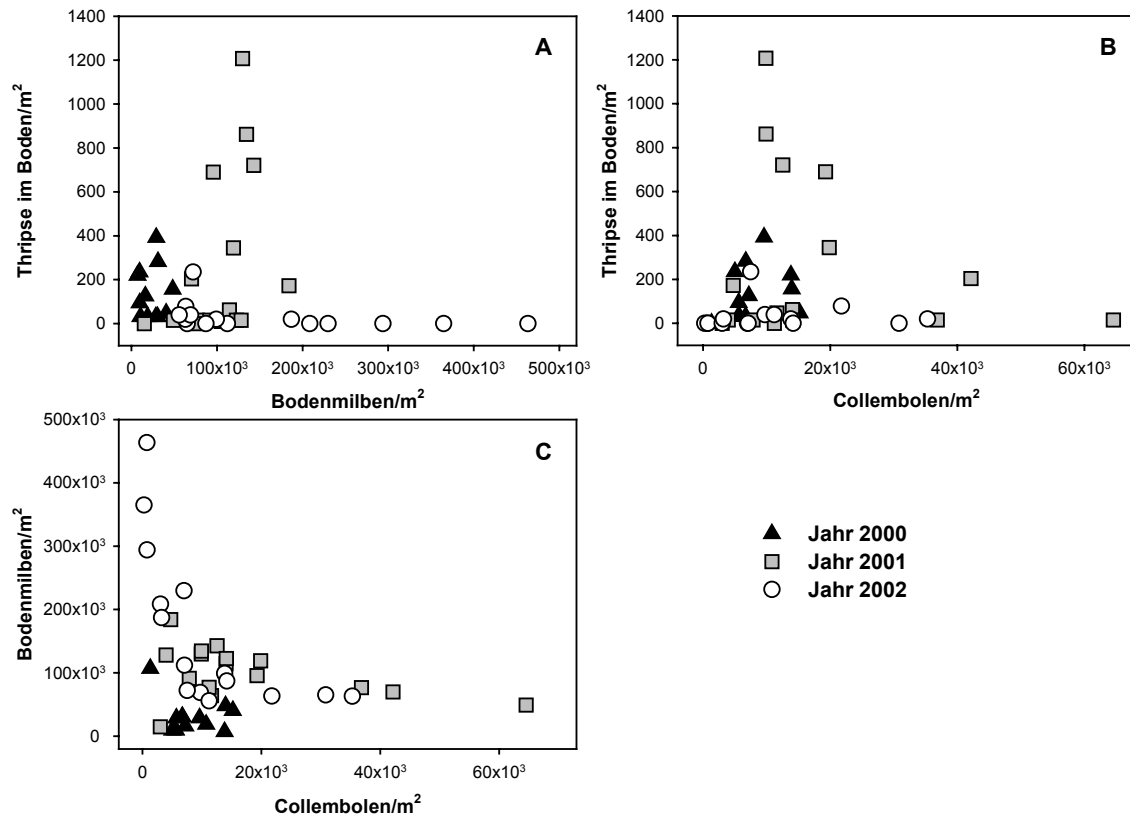 A
Thripse im Boden/m²
1400
1200
1000
800
600
400
200
0
0 100x10³ 200x10³ 300x10³ 400x10³ 500x10³
Bodenmilben/m²
B
Thripse im Boden/m²
1400
1200
1000
800
600
400
200
0
0 20x10³ 40x10³ 60x10³
Collembolen/m²
C
Bodenmilben/m²
500x10³
400x10³
300x10³
200x10³
100x10³
0
0 20x10³ 40x10³ 60x10³
Collembolen/m²
Jahr 2000
Jahr 2001
Jahr 2002